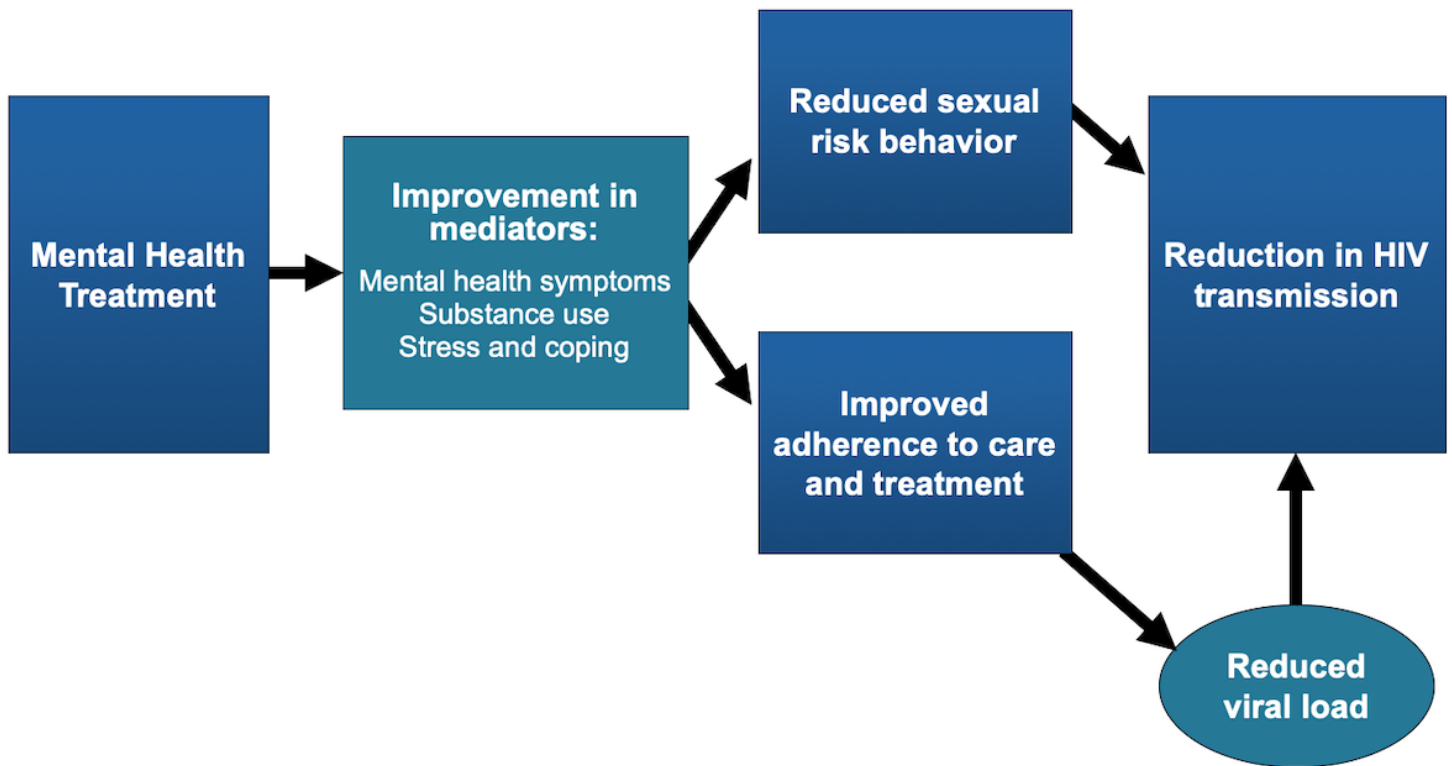 Mental Health
Treatment
Improvement in
mediators:
Mental health symptoms
Substance use
Stress and coping
Reduced sexual
risk behavior
Improved
adherence to care
and treatment
Reduction in HIV
transmission
Reduced
viral load